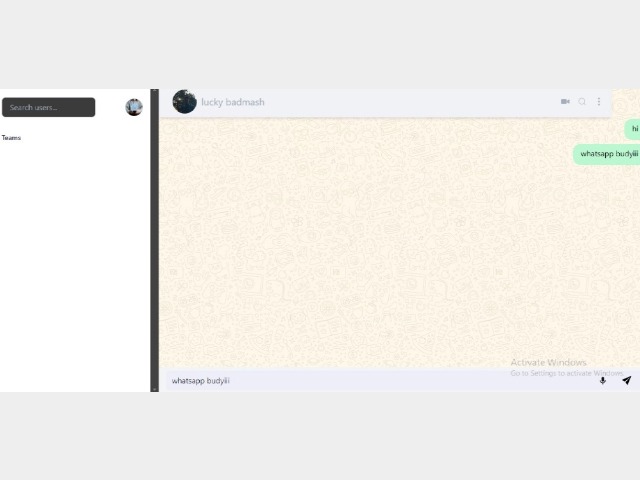 Search users...
Teams
lucky badmash
hi
whatsapp budyiii
Activate Windows
Go to Settings to activate Windows.
whatsapp budyiii